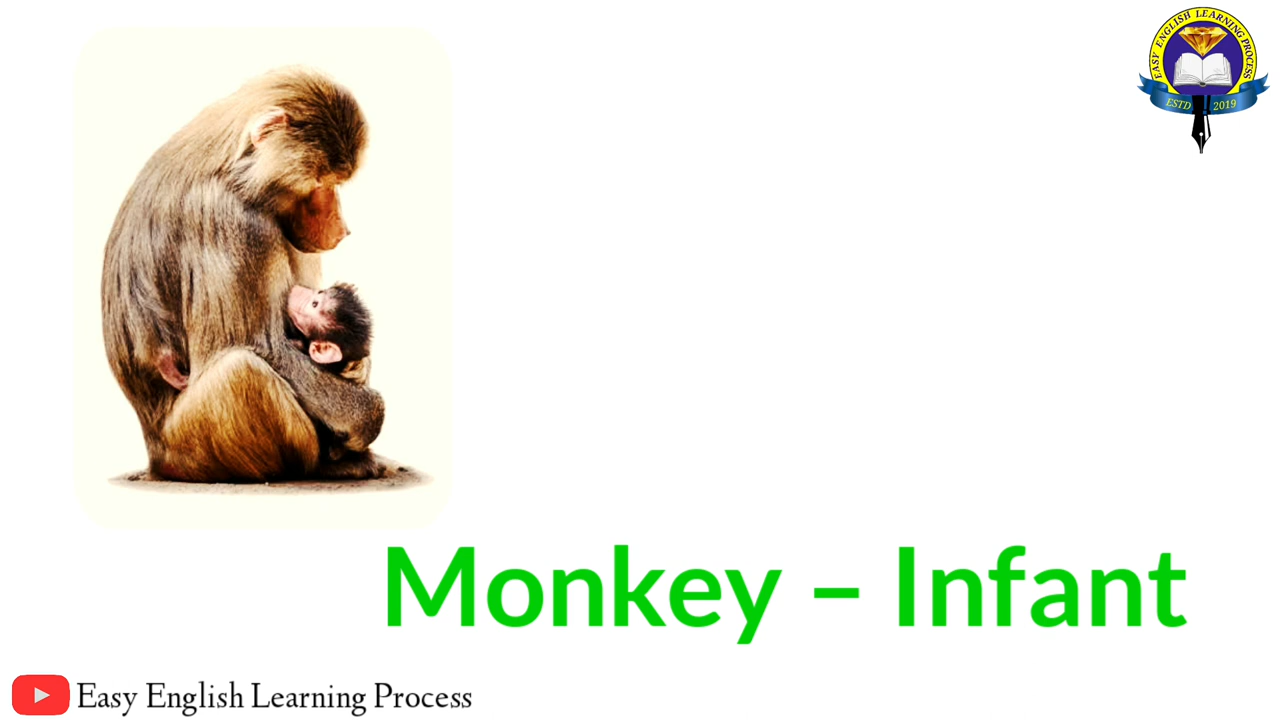 EASY ENGLISH LEARNING PROCESS
ESTD 2019
Monkey – Infant
Easy English Learning Process